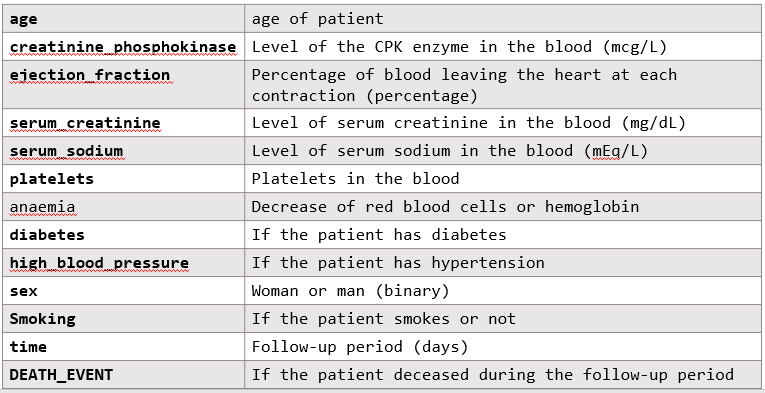 age age of patient
creatinine_phosphokinase Level of the CPK enzyme in the blood (mcg/L)
ejection_fraction Percentage of blood leaving the heart at each
contraction (percentage)
serum_creatinine Level of serum creatinine in the blood (mg/dL)
serum_sodium Level of serum sodium in the blood (mEq/L)
platelets Platelets in the blood
anaemia Decrease of red blood cells or hemoglobin
diabetes If the patient has diabetes
high_blood_pressure If the patient has hypertension
sex Woman or man (binary)
Smoking If the patient smokes or not
time Follow-up period (days)
DEATH_EVENT If the patient deceased during the follow-up period